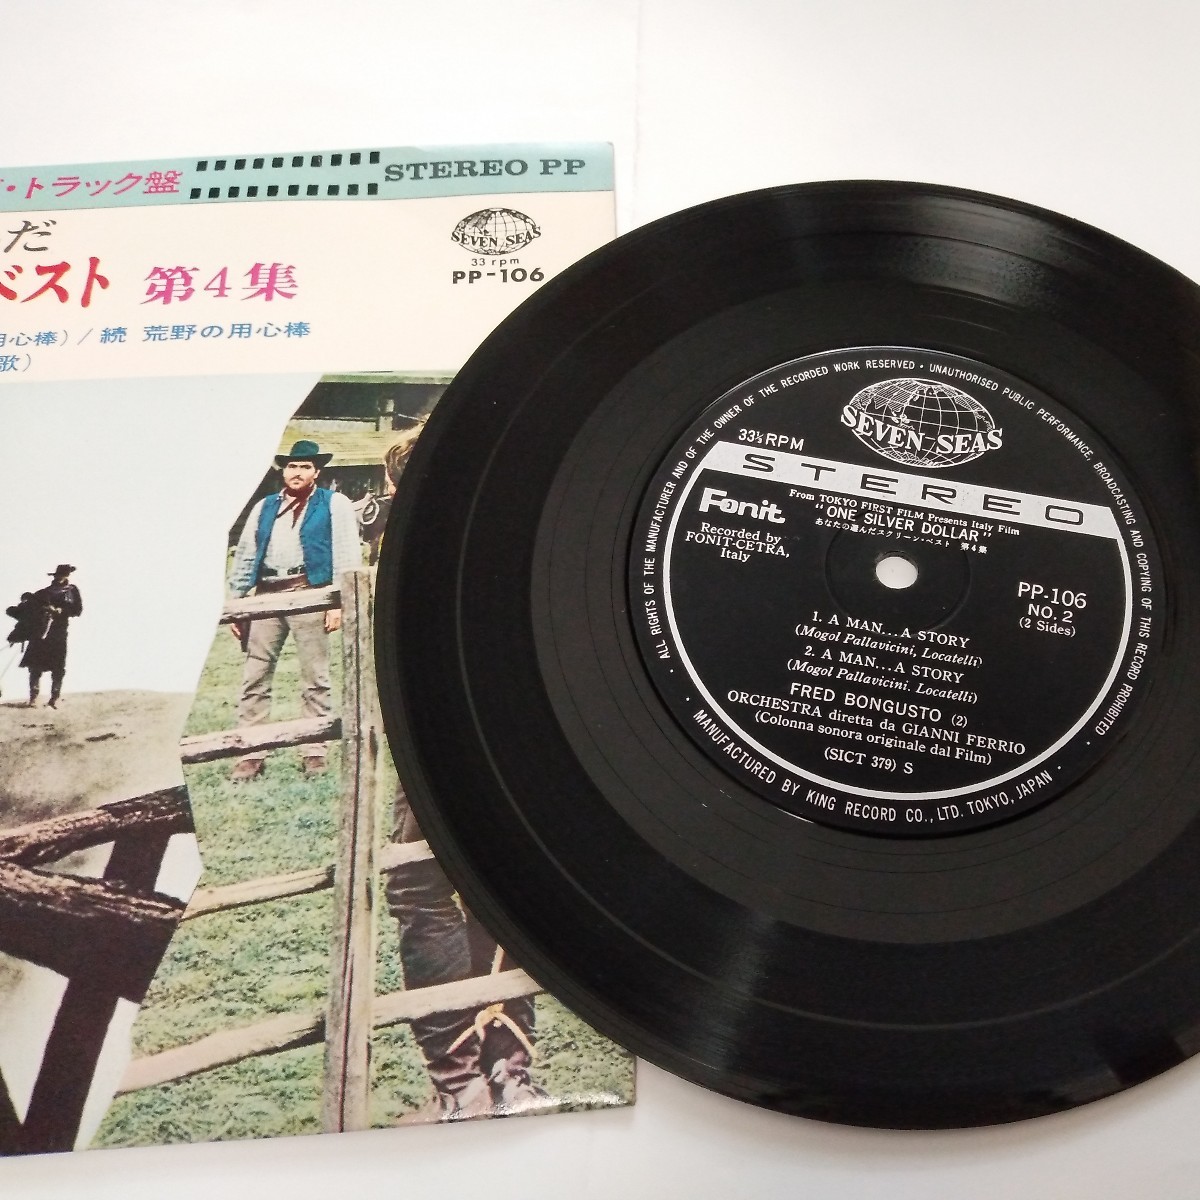 ・トラック盤
STEREO PP
だ
ベスト 第4集
SEVEN SEAS
33 rpm
PP-106
用心棒)/続 荒野の用心棒
歌)
ALL RIGHTS OF THE MANUFACTURER AND OF THE OWNER OF THE RECORDED WORK RESERVED • UNAUTHORISED PUBLIC PERFORMANCE, BROADCASTING AND COPYING OF THIS RECORD PROHIBITED •
SEVEN SEAS
33⅓RPM
STEREO
Fonit
Recorded by
FONIT-CETRA,
Italy
From TOKYO FIRST FILM Presents Italy Film
"ONE SILVER DOLLAR"
あなたの選んだスクリーン・ベスト 第4集
PP-106
NO. 2
(2 Sides)
1. A MAN...A STORY
(Mogol Pallavicini, Locatelli)
2. A MAN...A STORY
(Mogol Pallavicini. Locatelli)
FRED BONGUSTO (2)
ORCHESTRA diretta da GIANNI FERRIO
(Colonna sonora originale dal Film)
(SICT 379) S
• MANUFACTURED BY KING RECORD CO., LTD. TOKYO, JAPAN •